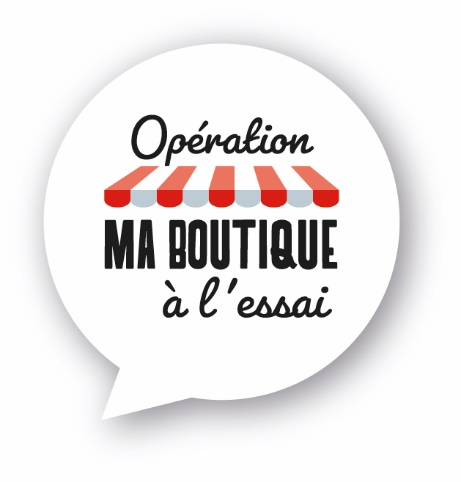 Opération
MA BOUTIQUE
à l'essai